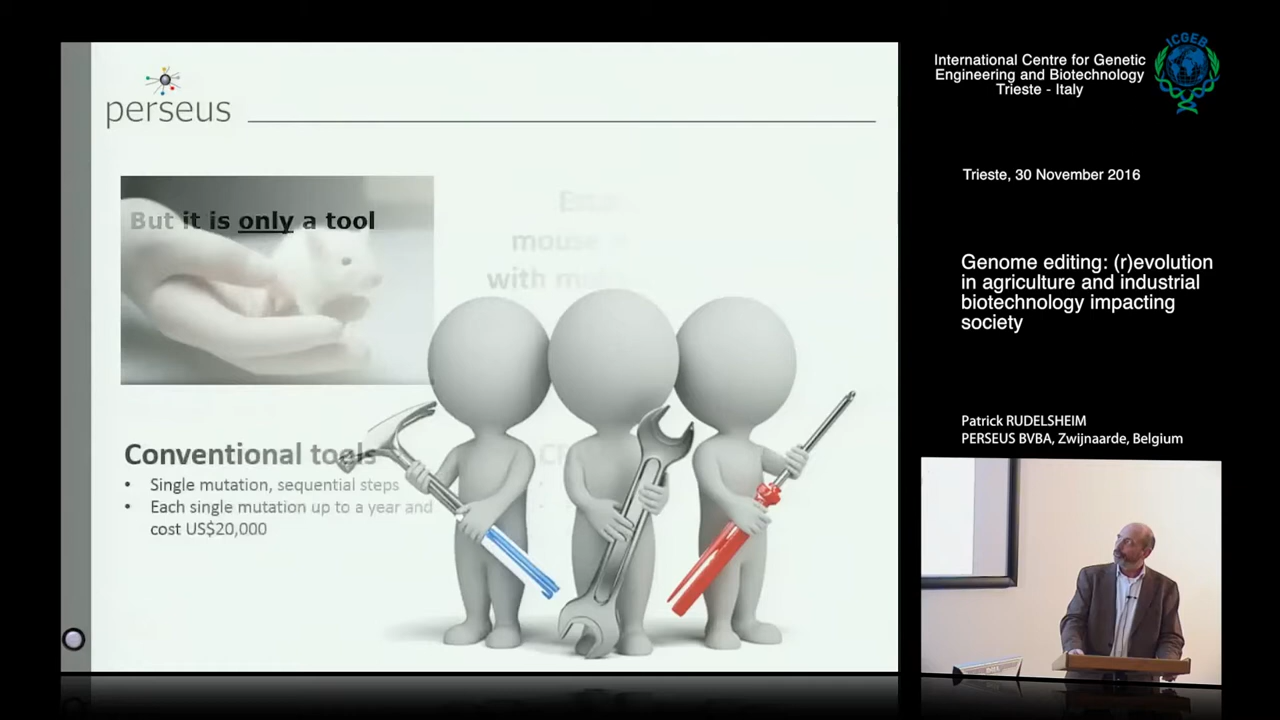 perseus
But it is only a tool
mouse
with
Conventional tools
• Single mutation, sequential steps
• Each single mutation up to a year and
cost US$20,000
ICGEB
International Centre for Genetic
Engineering and Biotechnology
Trieste - Italy
Trieste, 30 November 2016
Genome editing: (r)evolution
in agriculture and industrial
biotechnology impacting
society
Patrick RUDELSHEIM
PERSEUS BVBA, Zwijnaarde, Belgium